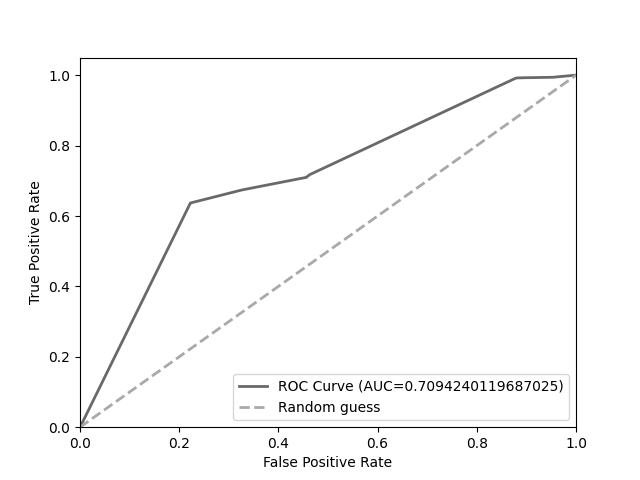 1.0
0.8
0.6
0.4
0.2
0.0
True Positive Rate
ROC Curve (AUC=0.7094240119687025)
Random guess
0.0 0.2 0.4 0.6 0.8 1.0
False Positive Rate